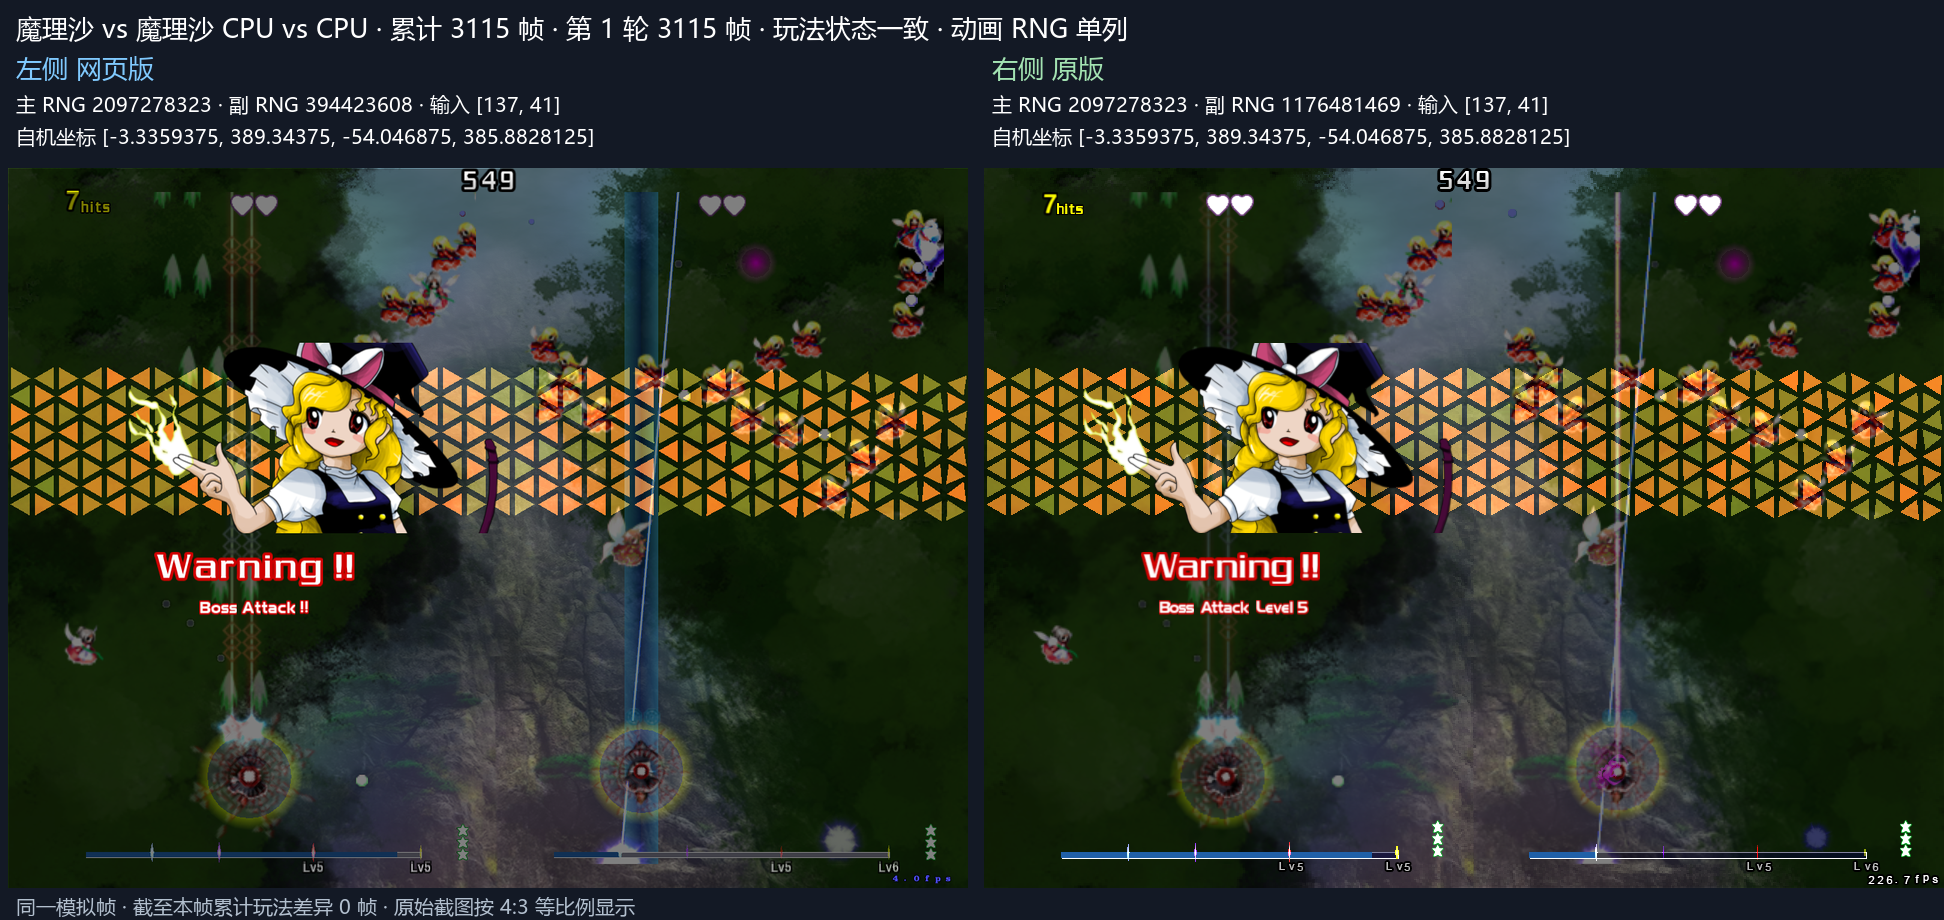 魔理沙 vs 魔理沙 CPU vs CPU · 累计 3115 帧 · 第 1 轮 3115 帧 · 玩法状态一致 · 动画 RNG 单列
左侧 网页版
主 RNG 2097278323 · 副 RNG 394423608 · 输入 [137, 41]
自机坐标 [-3.3359375, 389.34375, -54.046875, 385.8828125]
549
7hits
Warning !!
Boss Attack !!
Lv5
Lv5
Lv5
Lv6
4.0fps
右侧 原版
主 RNG 2097278323 · 副 RNG 1176481469 · 输入 [137, 41]
自机坐标 [-3.3359375, 389.34375, -54.046875, 385.8828125]
549
7hits
Warning !!
Boss Attack Level 5
Lv5
Lv5
Lv5
Lv6
226.7fps
同一模拟帧 · 截至本帧累计玩法差异 0 帧 · 原始截图按 4:3 等比例显示